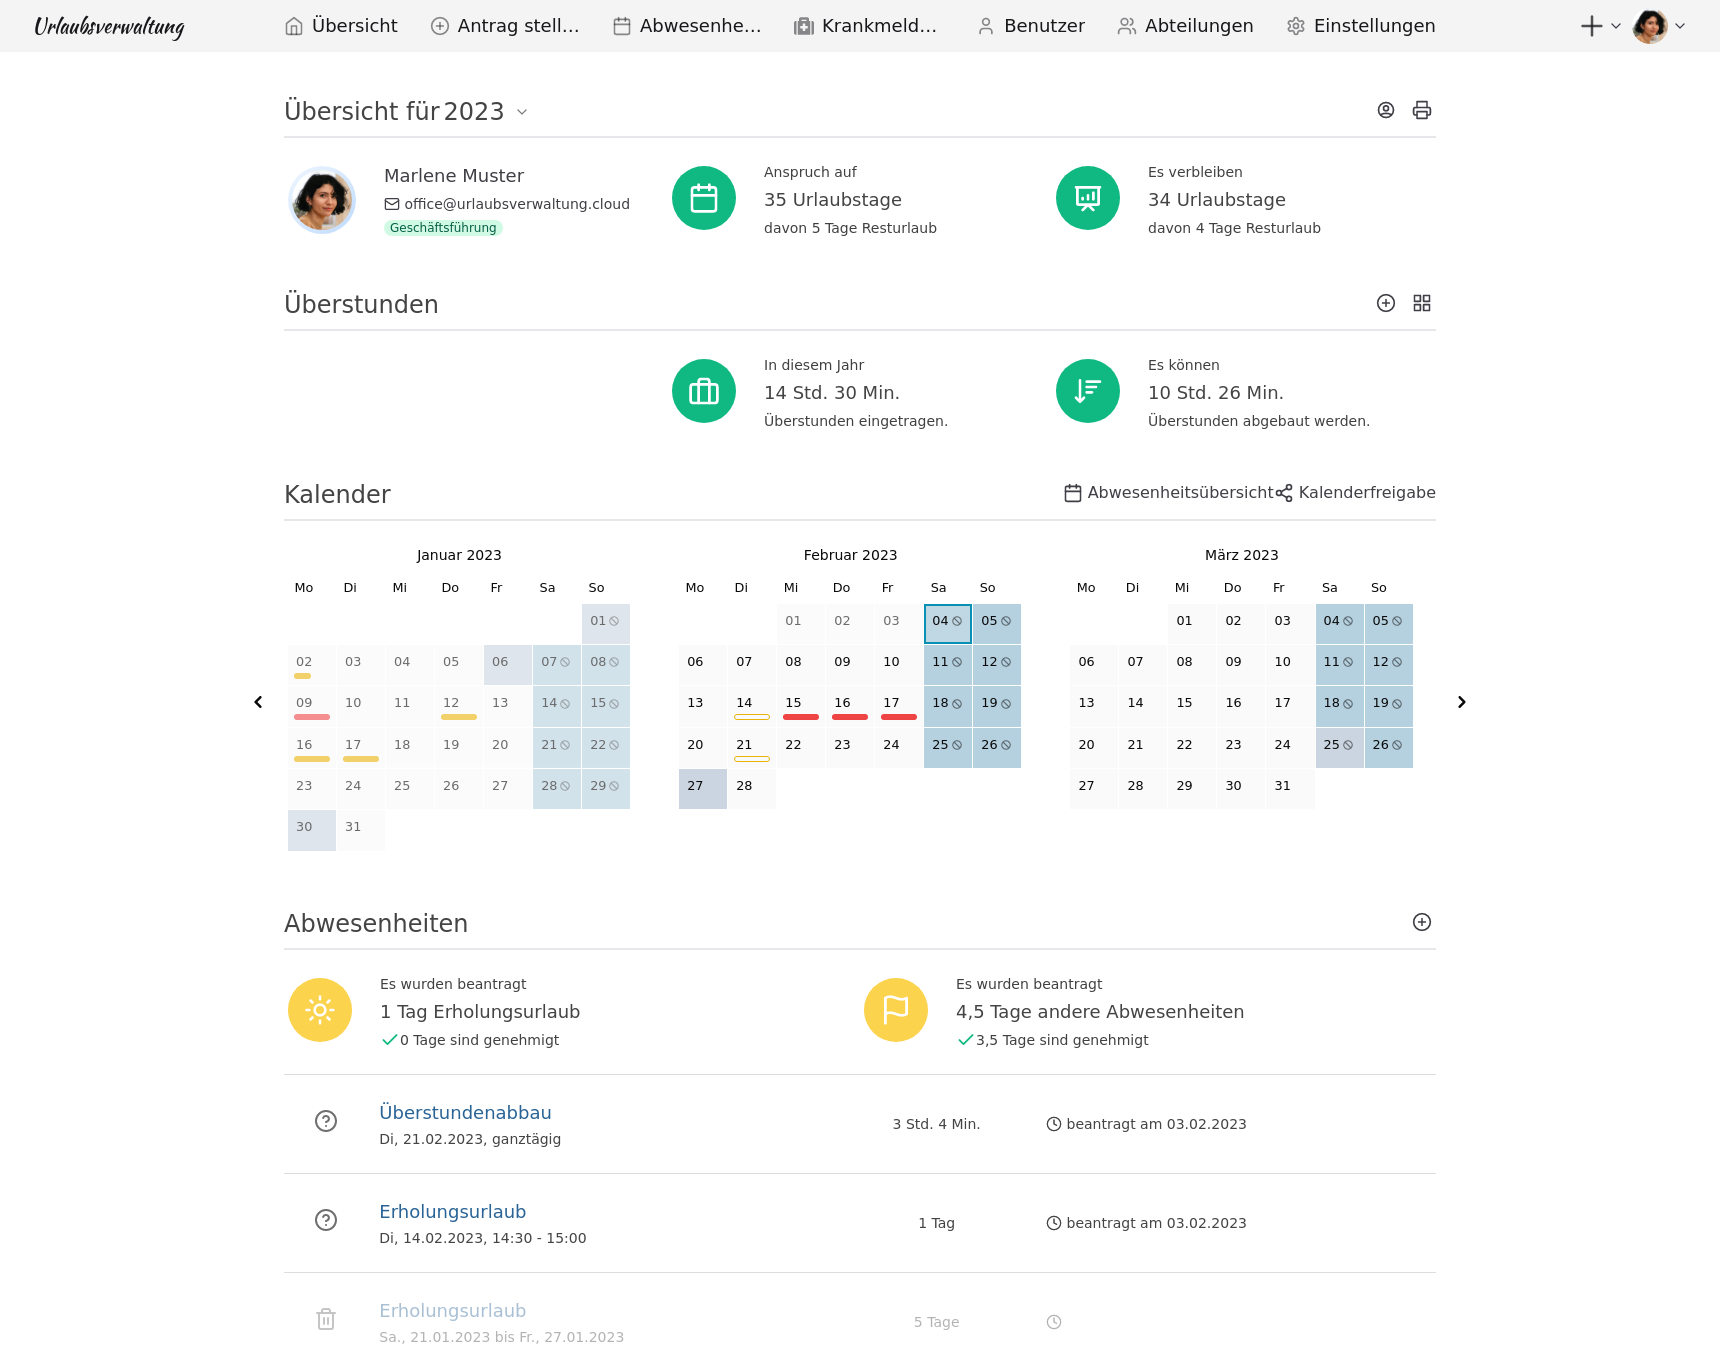 Urlaubsverwaltung Übersicht Antrag stell... Abwesenhe... Krankmeld... Benutzer Abteilungen Einstellungen
Übersicht für 2023
Marlene Muster
office@urlaubsverwaltung.cloud
Geschäftsführung
Anspruch auf
35 Urlaubstage
davon 5 Tage Resturlaub
Es verbleiben
34 Urlaubstage
davon 4 Tage Resturlaub
Überstunden
In diesem Jahr
14 Std. 30 Min.
Überstunden eingetragen.
Es können
10 Std. 26 Min.
Überstunden abgebaut werden.
Kalender Abwesenheitsübersicht Kalenderfreigabe
Januar 2023
Mo Di Mi Do Fr Sa So
01
02 03 04 05 06 07 08
09 10 11 12 13 14 15
16 17 18 19 20 21 22
23 24 25 26 27 28 29
30 31
Februar 2023
Mo Di Mi Do Fr Sa So
01 02 03 04 05
06 07 08 09 10 11 12
13 14 15 16 17 18 19
20 21 22 23 24 25 26
27 28
März 2023
Mo Di Mi Do Fr Sa So
01 02 03 04 05
06 07 08 09 10 11 12
13 14 15 16 17 18 19
20 21 22 23 24 25 26
27 28 29 30 31
Abwesenheiten
Es wurden beantragt
1 Tag Erholungsurlaub
0 Tage sind genehmigt
Es wurden beantragt
4,5 Tage andere Abwesenheiten
3,5 Tage sind genehmigt
Überstundenabbau
Di, 21.02.2023, ganztägig
3 Std. 4 Min.
beantragt am 03.02.2023
Erholungsurlaub
Di, 14.02.2023, 14:30 - 15:00
1 Tag
beantragt am 03.02.2023
Erholungsurlaub
Sa., 21.01.2023 bis Fr., 27.01.2023
5 Tage